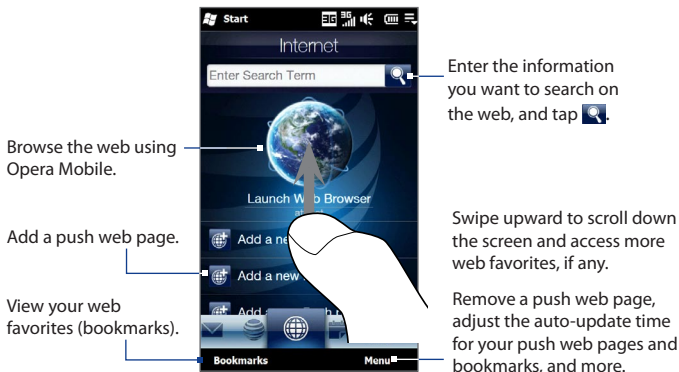 Start
Internet
Enter Search Term
Launch Web Browser
Add a ne
Add a new
Add
Bookmarks
Menu
Browse the web using
Opera Mobile.
Add a push web page.
View your web
favorites (bookmarks).
Enter the information
you want to search on
the web, and tap
Swipe upward to scroll down
the screen and access more
web favorites, if any.
Remove a push web page,
adjust the auto-update time
for your push web pages and
bookmarks, and more.